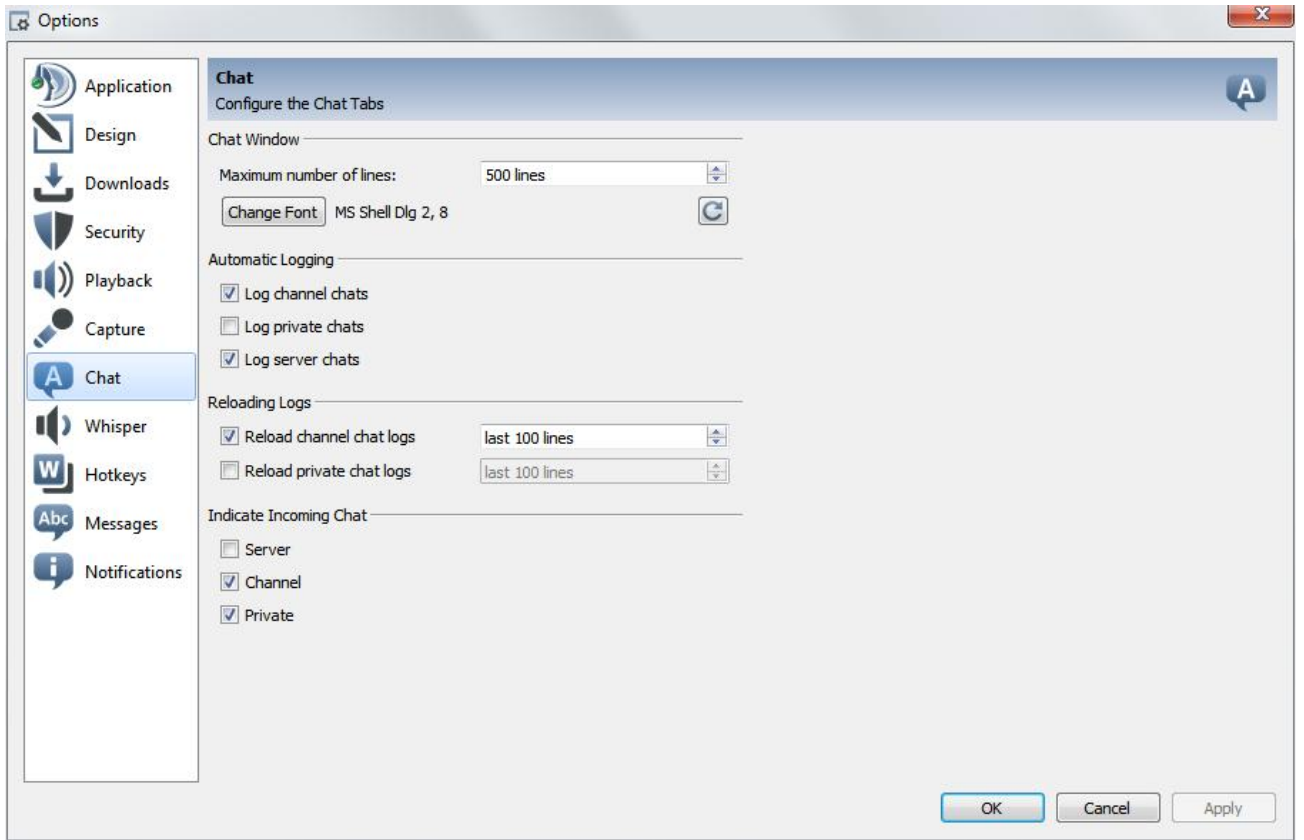 Options
Application
Design
Downloads
Security
Playback
Capture
Chat
Whisper
Hotkeys
Messages
Notifications
Chat
Configure the Chat Tabs
Chat Window
Maximum number of lines: 500 lines
Change Font MS Shell Dlg 2, 8
Automatic Logging
Log channel chats
Log private chats
Log server chats
Reloading Logs
Reload channel chat logs last 100 lines
Reload private chat logs last 100 lines
Indicate Incoming Chat
Server
Channel
Private
OK Cancel Apply
A
A
W
Abc
i